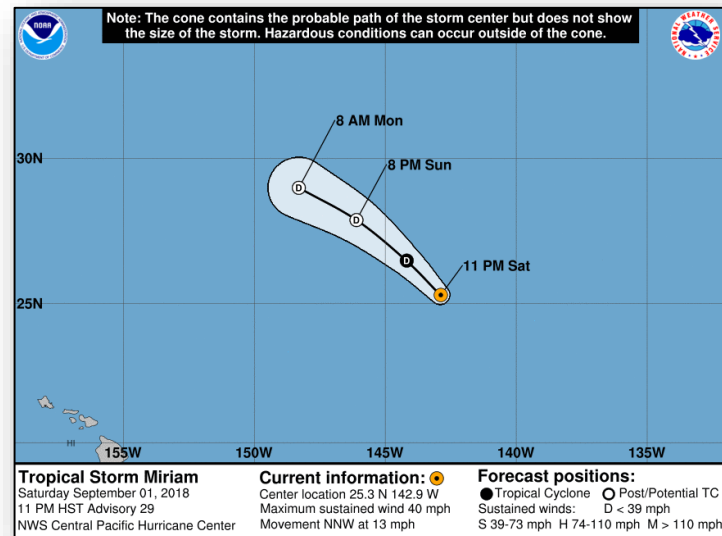 Note: The cone contains the probable path of the storm center but does not show
the size of the storm. Hazardous conditions can occur outside of the cone.
NOAA
8 AM Mon
30N
8 PM Sun
D
D
D
11 PM Sat
25N
HI
155W
150W
145W
140W
135W
Tropical Storm Miriam
Saturday September 01, 2018
11 PM HST Advisory 29
NWS Central Pacific Hurricane Center
Current information:
Center location 25.3 N 142.9 W
Maximum sustained wind 40 mph
Movement NNW at 13 mph
Forecast positions:
Tropical Cyclone Post/Potential TC
Sustained winds: D < 39 mph
S 39-73 mph H 74-110 mph M > 110 mph